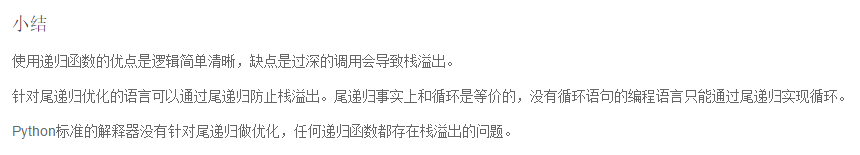 小结
使用递归函数的优点是逻辑简单清晰，缺点是过深的调用会导致栈溢出。
针对尾递归优化的语言可以通过尾递归防止栈溢出。尾递归事实上和循环是等价的，没有循环语句的编程语言只能通过尾递归实现循环。
Python标准的解释器没有针对尾递归做优化，任何递归函数都存在栈溢出的问题。